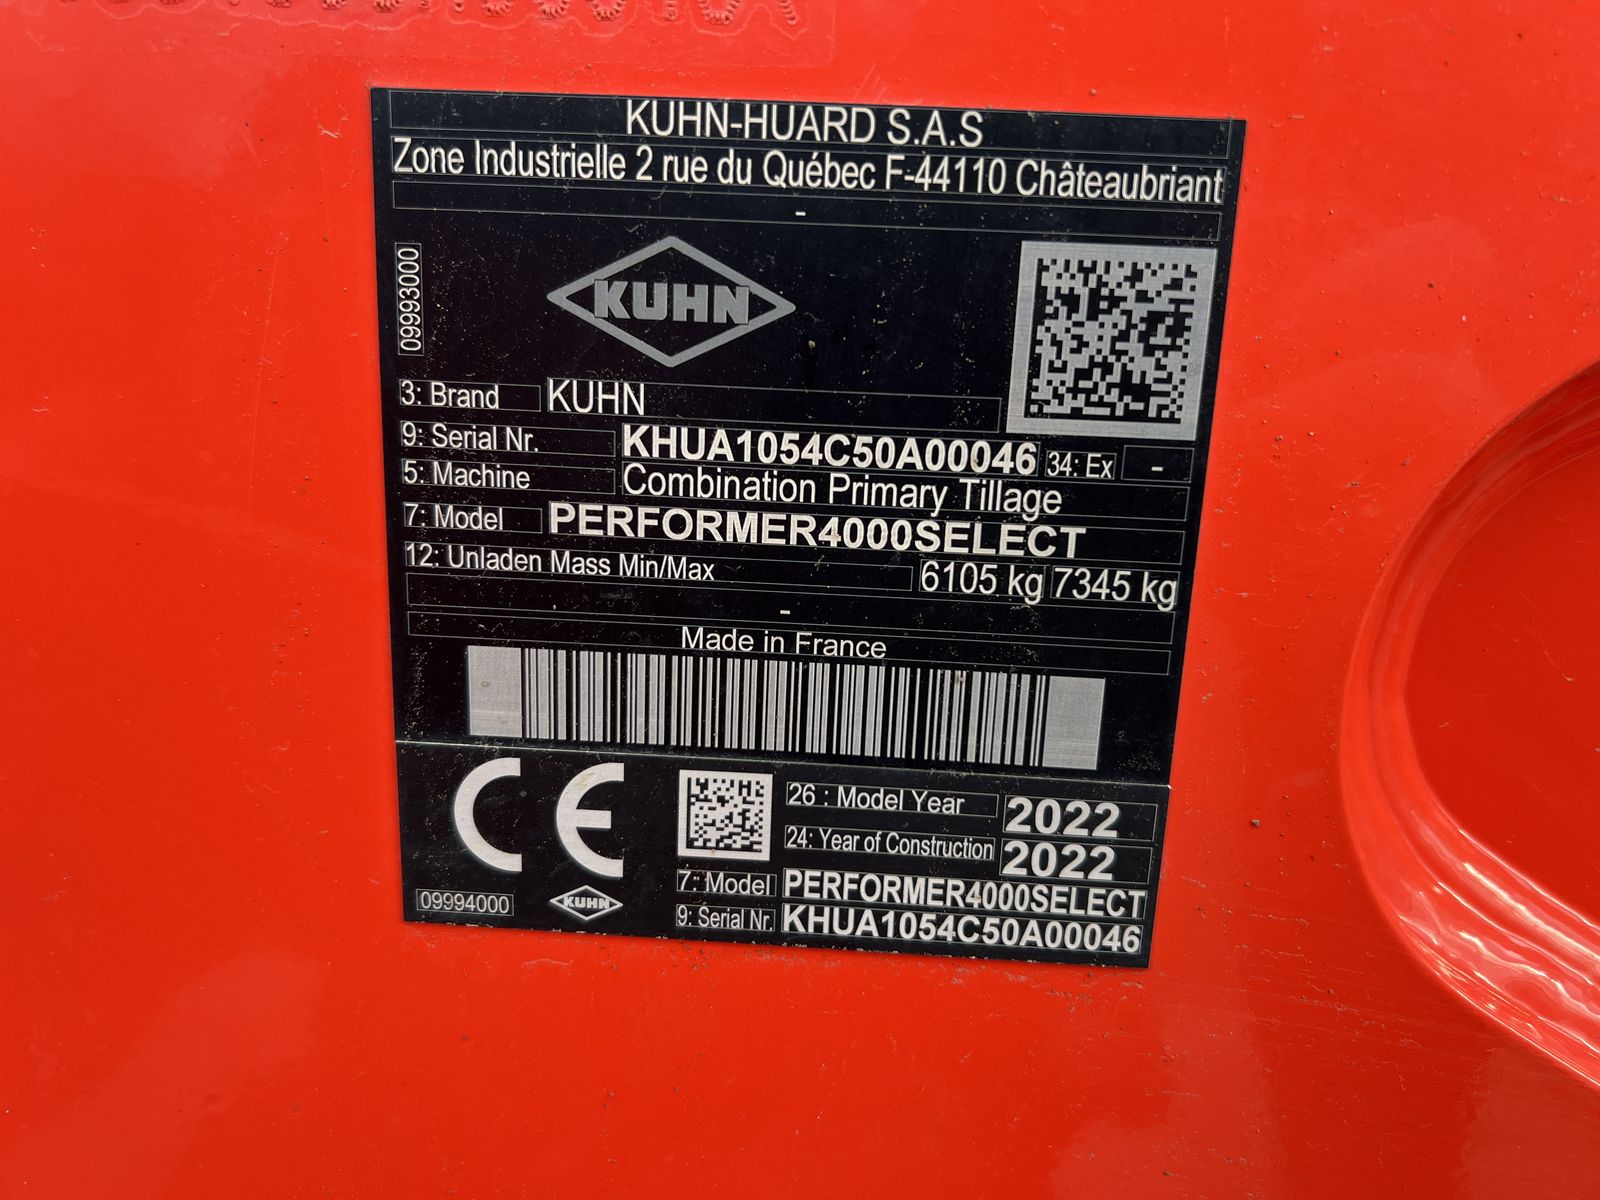 KUHN-HUARD S.A.S
Zone Industrielle 2 rue du Québec F-44110 Châteaubriant
-
09993000
KUHN
3: Brand KUHN
9: Serial Nr. KHUA1054C50A00046 34: Ex -
5: Machine Combination Primary Tillage
7: Model PERFORMER4000SELECT
12: Unladen Mass Min/Max 6105 kg 7345 kg
-
Made in France
CE
26 : Model Year 2022
24: Year of Construction 2022
7: Model PERFORMER4000SELECT
9: Serial Nr. KHUA1054C50A00046
09994000
KUHN